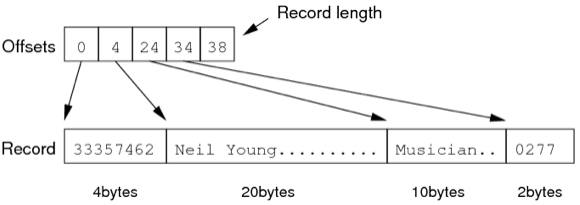 Record length
Offsets 0 4 24 34 38
Record 33357462 Neil Young.......... Musician.. 0277
4bytes 20bytes 10bytes 2bytes